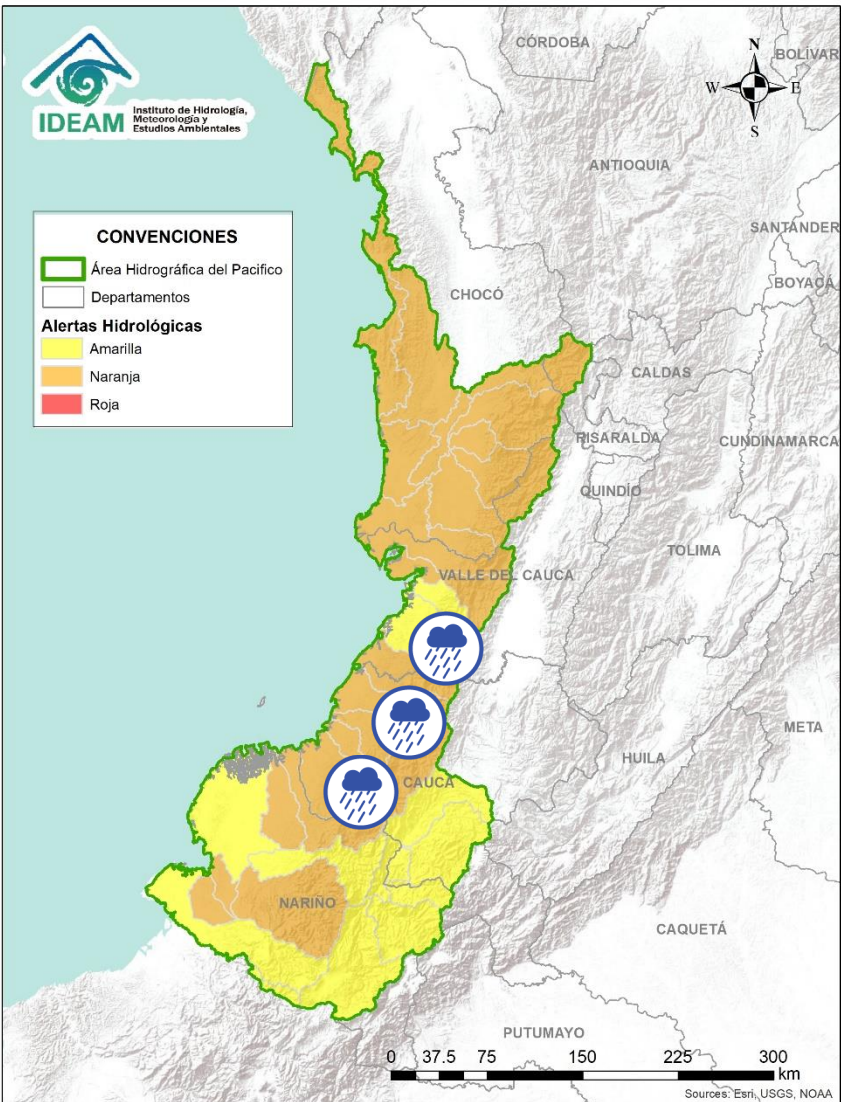 CÓRDOBA
BOLÍVAR
N
W
E
S
IDEAM
Instituto de Hidrología,
Meteorología y
Estudios Ambientales
ANTIOQUIA
SANTANDER
CONVENCIONES
Área Hidrográfica del Pacifico
Departamentos
Alertas Hidrológicas
Amarilla
Naranja
Roja
BOYACÁ
CHOCÓ
CALDAS
RISARALDA
CUNDINAMARCA
QUINDÍO
TOLIMA
VALLE DEL CAUCA
META
HUILA
CAUCA
NARIÑO
CAQUETÁ
PUTUMAYO
0 37.5 75 150 225 300
km
Sources: Esri, USGS, NOAA